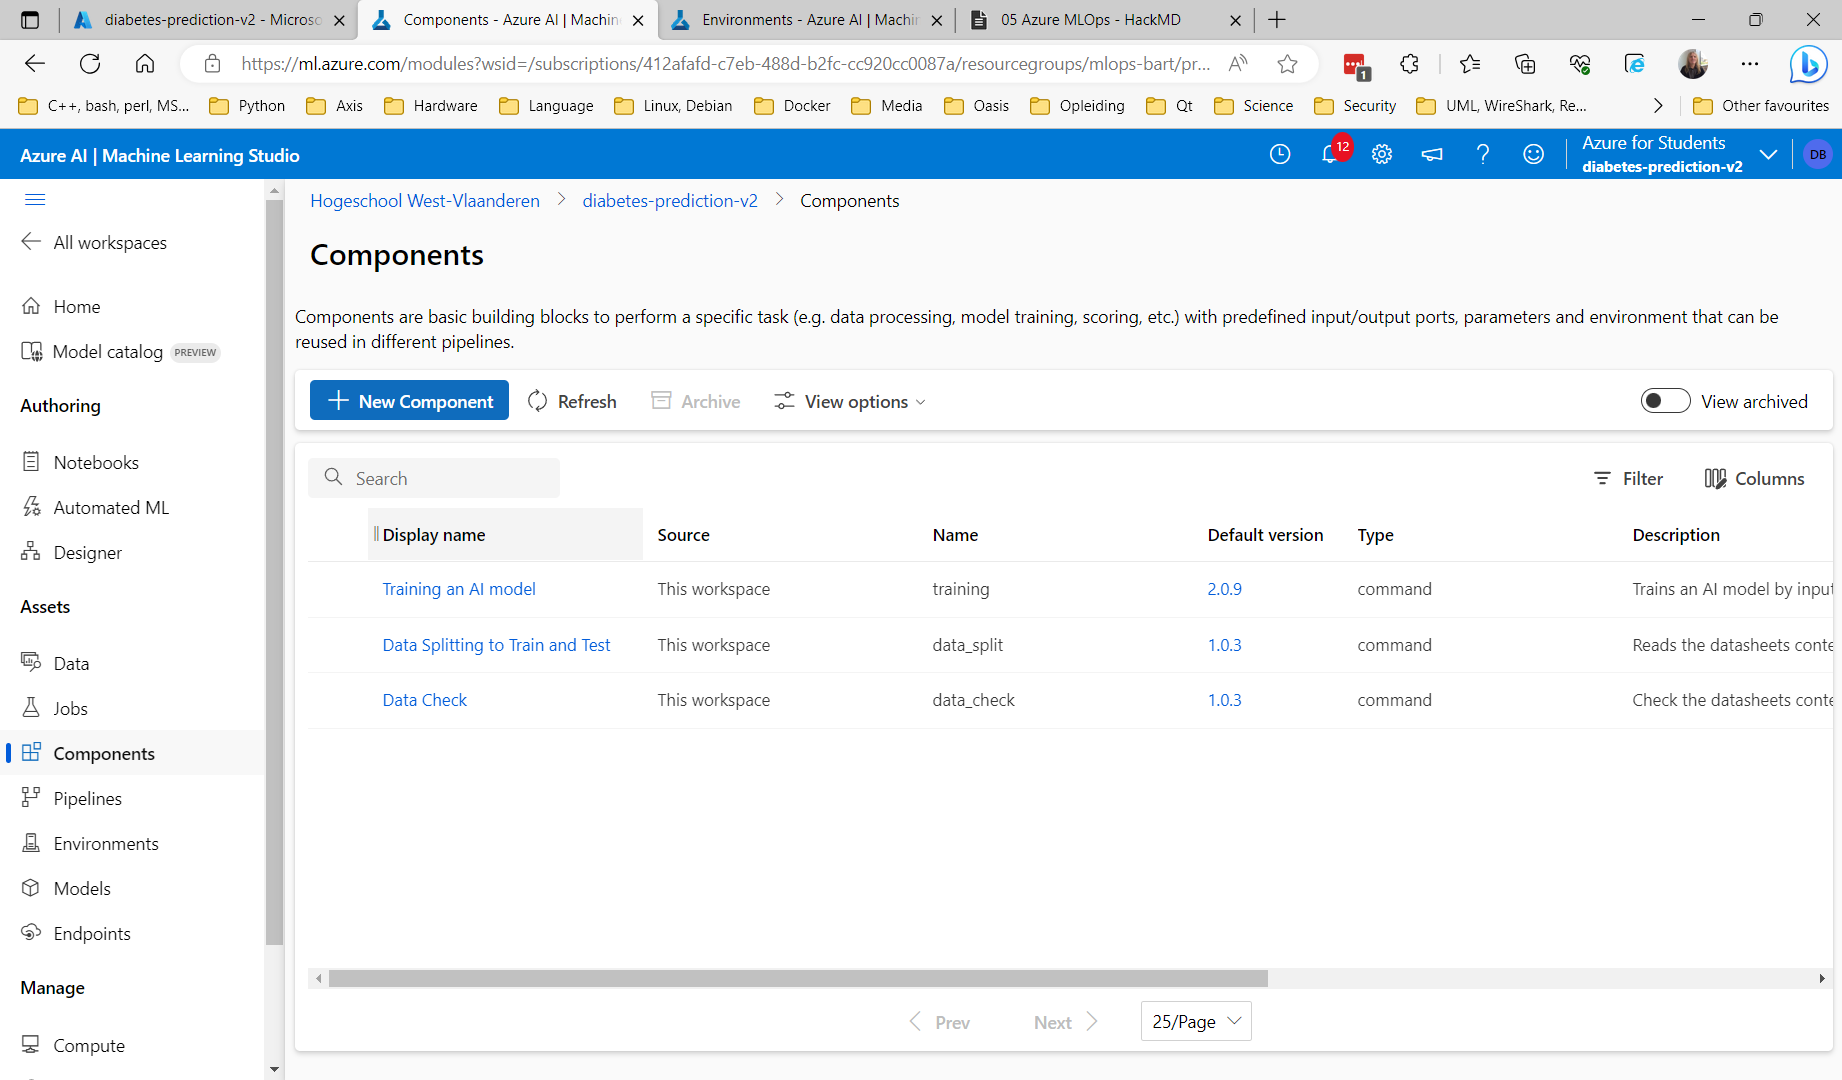 diabetes-prediction-v2 - Microso
Components - Azure AI | Machin
Environments - Azure AI | Machin
05 Azure MLOps - HackMD
https://ml.azure.com/modules?wsid=/subscriptions/412afafd-c7eb-488d-b2fc-cc920cc0087a/resourcegroups/mlops-bart/pr...
1
C++, bash, perl, MS...
Python
Axis
Hardware
Language
Linux, Debian
Docker
Media
Oasis
Opleiding
Qt
Science
Security
UML, WireShark, Re...
Other favourites
Azure AI | Machine Learning Studio
12
Azure for Students
diabetes-prediction-v2
DB
All workspaces
Home
Model catalog PREVIEW
Authoring
Notebooks
Automated ML
Designer
Assets
Data
Jobs
Components
Pipelines
Environments
Models
Endpoints
Manage
Compute
Hogeschool West-Vlaanderen > diabetes-prediction-v2 > Components
Components
Components are basic building blocks to perform a specific task (e.g. data processing, model training, scoring, etc.) with predefined input/output ports, parameters and environment that can be
reused in different pipelines.
New Component Refresh Archive View options View archived
Search Filter Columns
Display name Source Name Default version Type Description
Training an AI model This workspace training 2.0.9 command Trains an AI model by input
Data Splitting to Train and Test This workspace data_split 1.0.3 command Reads the datasheets conte
Data Check This workspace data_check 1.0.3 command Check the datasheets conte
Prev Next 25/Page